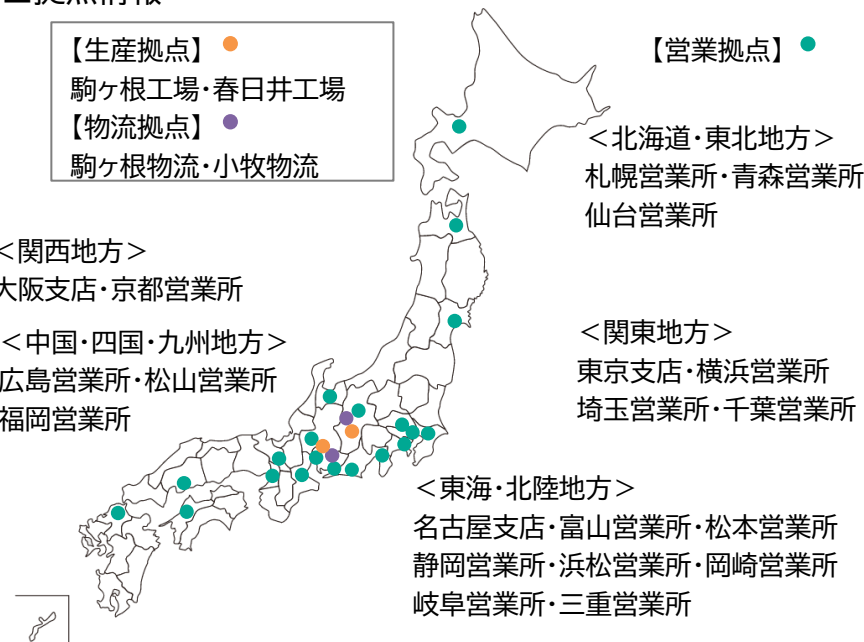 【生産拠点】
駒ヶ根工場・春日井工場
【物流拠点】
駒ヶ根物流・小牧物流
【営業拠点】
＜北海道・東北地方＞
札幌営業所・青森営業所
仙台営業所
＜関西地方＞
大阪支店・京都営業所
＜中国・四国・九州地方＞
広島営業所・松山営業所
福岡営業所
＜関東地方＞
東京支店・横浜営業所
埼玉営業所・千葉営業所
＜東海・北陸地方＞
名古屋支店・富山営業所・松本営業所
静岡営業所・浜松営業所・岡崎営業所
岐阜営業所・三重営業所